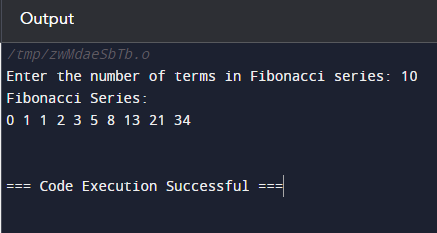 Output
/tmp/zwMdaeSbTb.o
Enter the number of terms in Fibonacci series: 10
Fibonacci Series:
0 1 1 2 3 5 8 13 21 34
=== Code Execution Successful ===